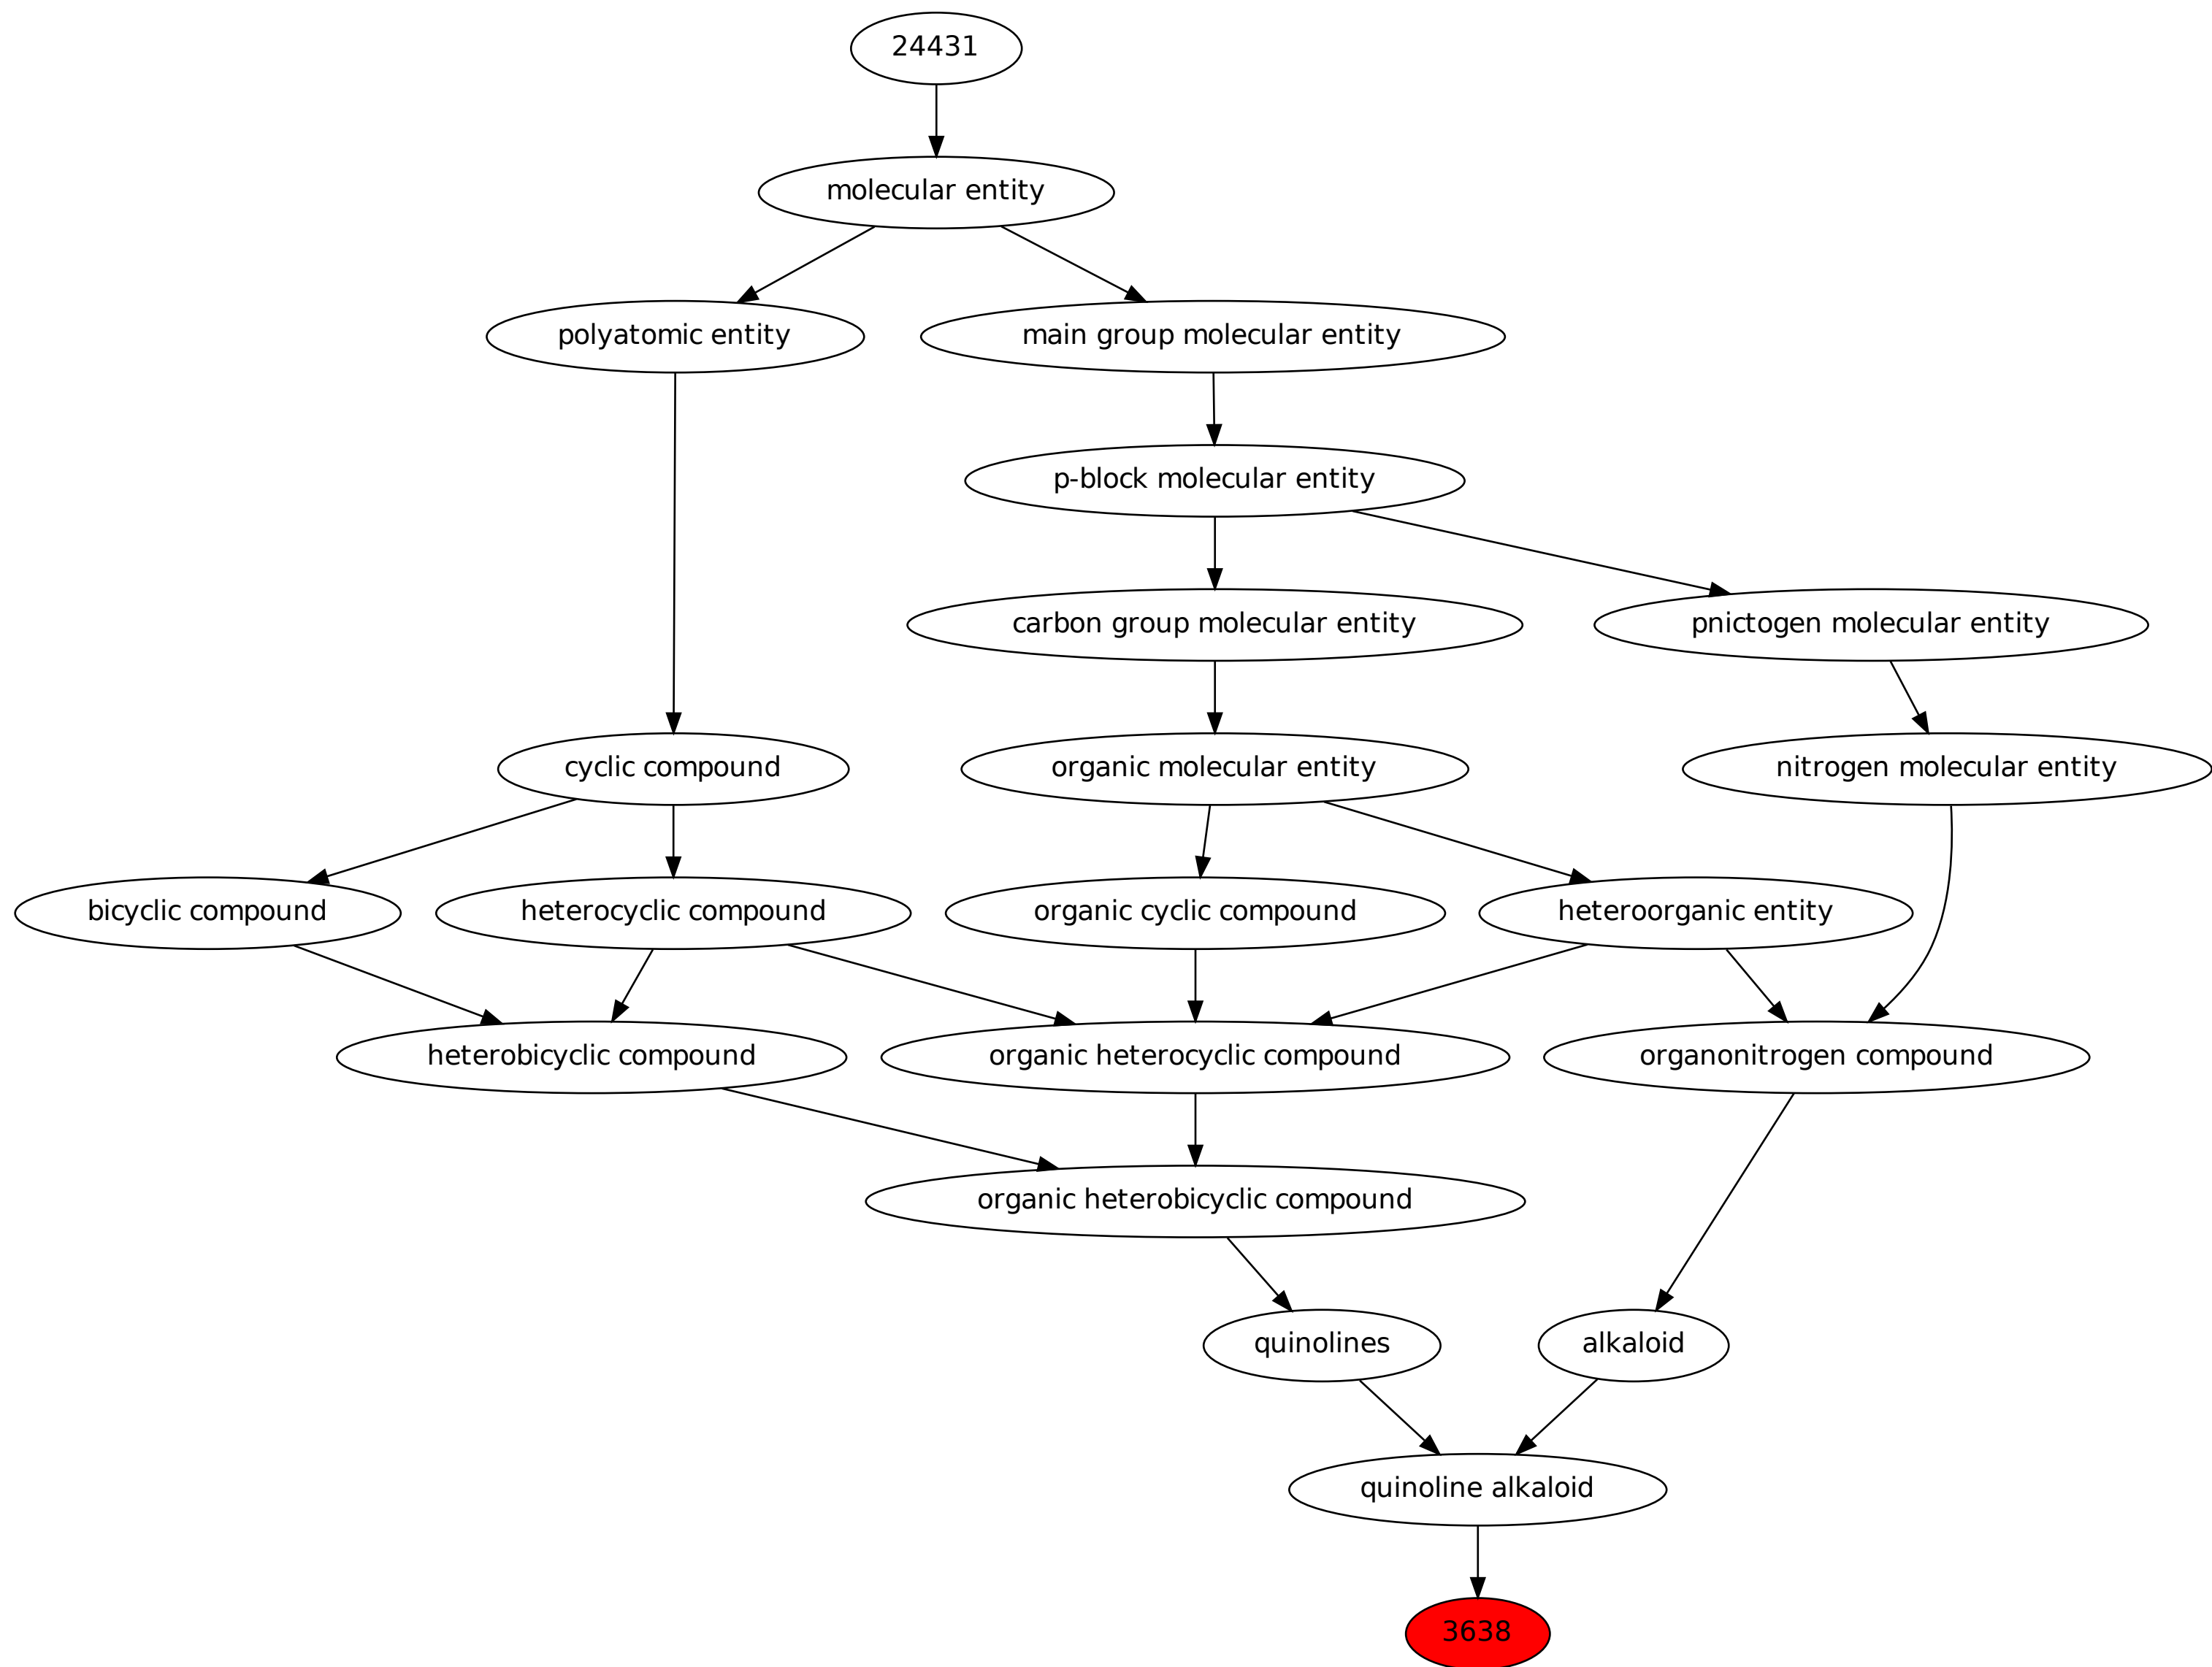 24431
molecular entity
polyatomic entity
main group molecular entity
p-block molecular entity
carbon group molecular entity
pnictogen molecular entity
cyclic compound
organic molecular entity
nitrogen molecular entity
bicyclic compound
heterocyclic compound
organic cyclic compound
heteroorganic entity
heterobicyclic compound
organic heterocyclic compound
organonitrogen compound
organic heterobicyclic compound
quinolines
alkaloid
quinoline alkaloid
3638